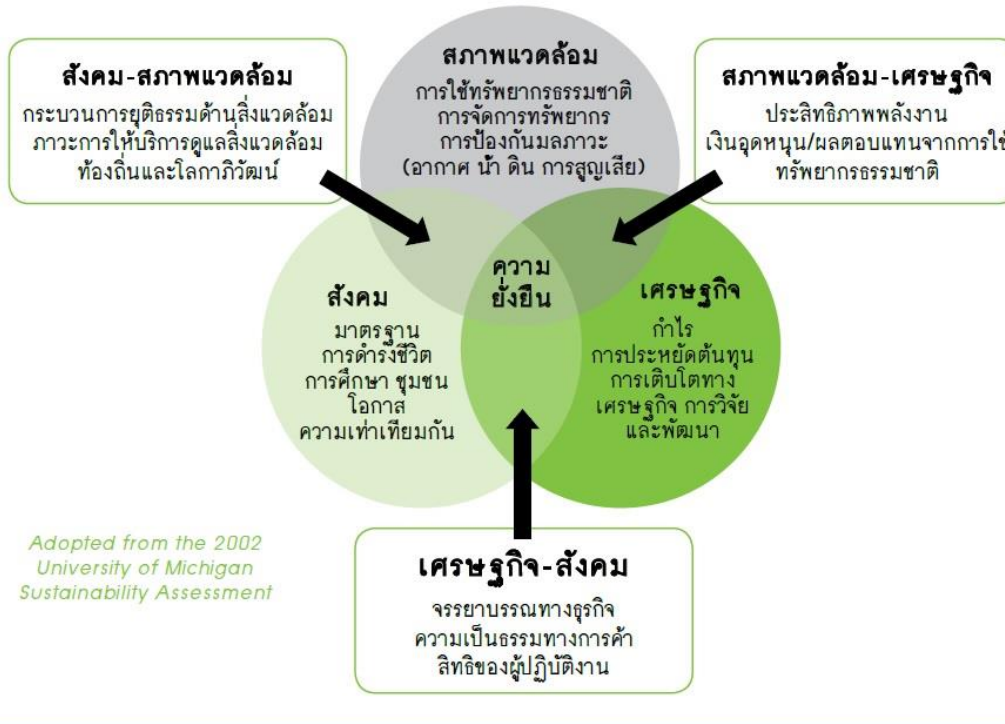 สภาพแวดล้อม
การใช้ทรัพยากรธรรมชาติ
การจัดการทรัพยากร
การป้องกันมลภาวะ
(อากาศ น้ำ ดิน การสูญเสีย)
สังคม-สภาพแวดล้อม
กระบวนการยุติธรรมด้านสิ่งแวดล้อม
ภาวะการให้บริการดูแลสิ่งแวดล้อม
ท้องถิ่นและโลกาภิวัฒน์
สภาพแวดล้อม-เศรษฐกิจ
ประสิทธิภาพพลังงาน
เงินอุดหนุน/ผลตอบแทนจากการใช้
ทรัพยากรธรรมชาติ
ความ
ยั่งยืน
สังคม
มาตรฐาน
การดำรงชีวิต
การศึกษา ชุมชน
โอกาส
ความเท่าเทียมกัน
เศรษฐกิจ
กำไร
การประหยัดต้นทุน
การเติบโตทาง
เศรษฐกิจ การวิจัย
และพัฒนา
Adopted from the 2002
University of Michigan
Sustainability Assessment
เศรษฐกิจ-สังคม
จรรยาบรรณทางธุรกิจ
ความเป็นธรรมทางการค้า
สิทธิของผู้ปฏิบัติงาน